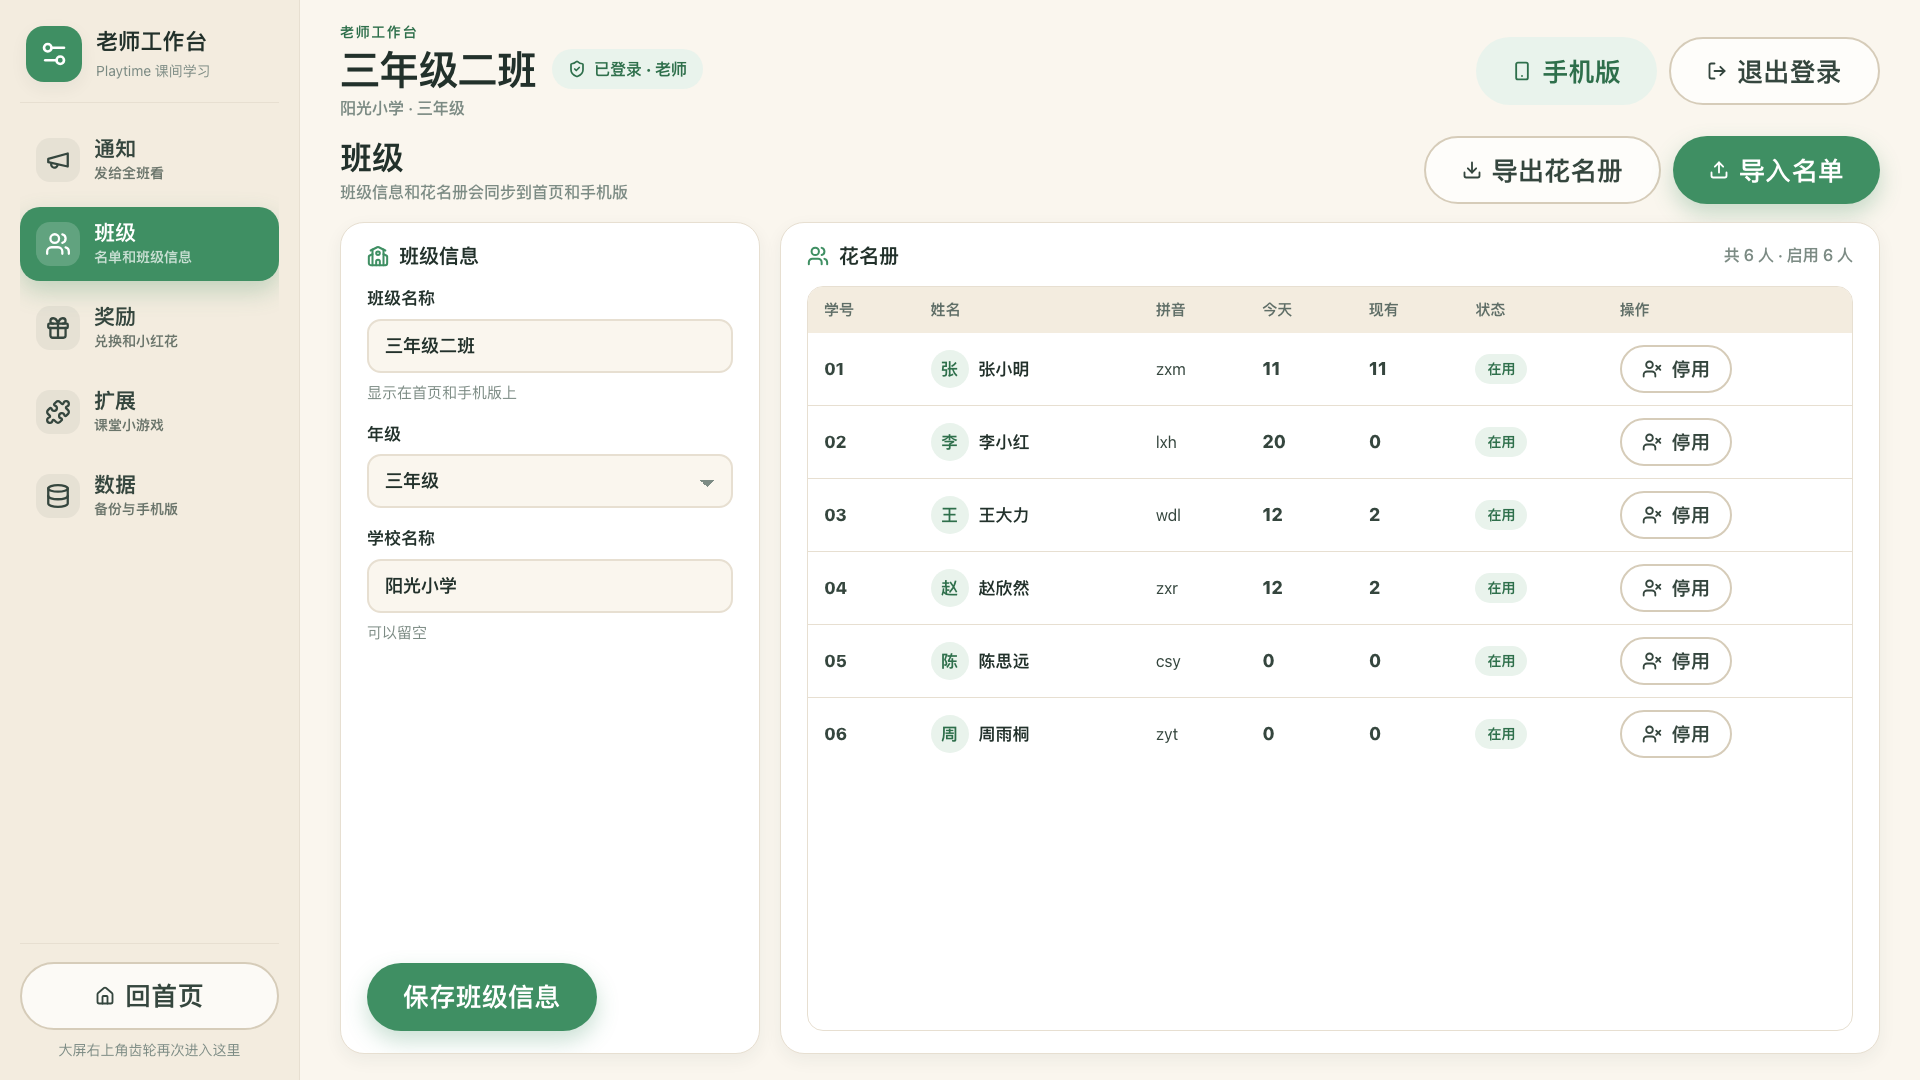 老师工作台
Playtime 课间学习
通知
发给全班看
班级
名单和班级信息
奖励
兑换和小红花
扩展
课堂小游戏
数据
备份与手机版
回首页
大屏右上角齿轮再次进入这里
老师工作台
三年级二班
已登录 · 老师
阳光小学 · 三年级
手机版
退出登录
班级
班级信息和花名册会同步到首页和手机版
导出花名册
导入名单
班级信息
班级名称
三年级二班
显示在首页和手机版上
年级
三年级
学校名称
阳光小学
可以留空
保存班级信息
花名册
共 6 人 · 启用 6 人
学号 姓名 拼音 今天 现有 状态 操作
01 张 张小明 zxm 11 11 在用 停用
02 李 李小红 lxh 20 0 在用 停用
03 王 王大力 wdl 12 2 在用 停用
04 赵 赵欣然 zxr 12 2 在用 停用
05 陈 陈思远 csy 0 0 在用 停用
06 周 周雨桐 zyt 0 0 在用 停用